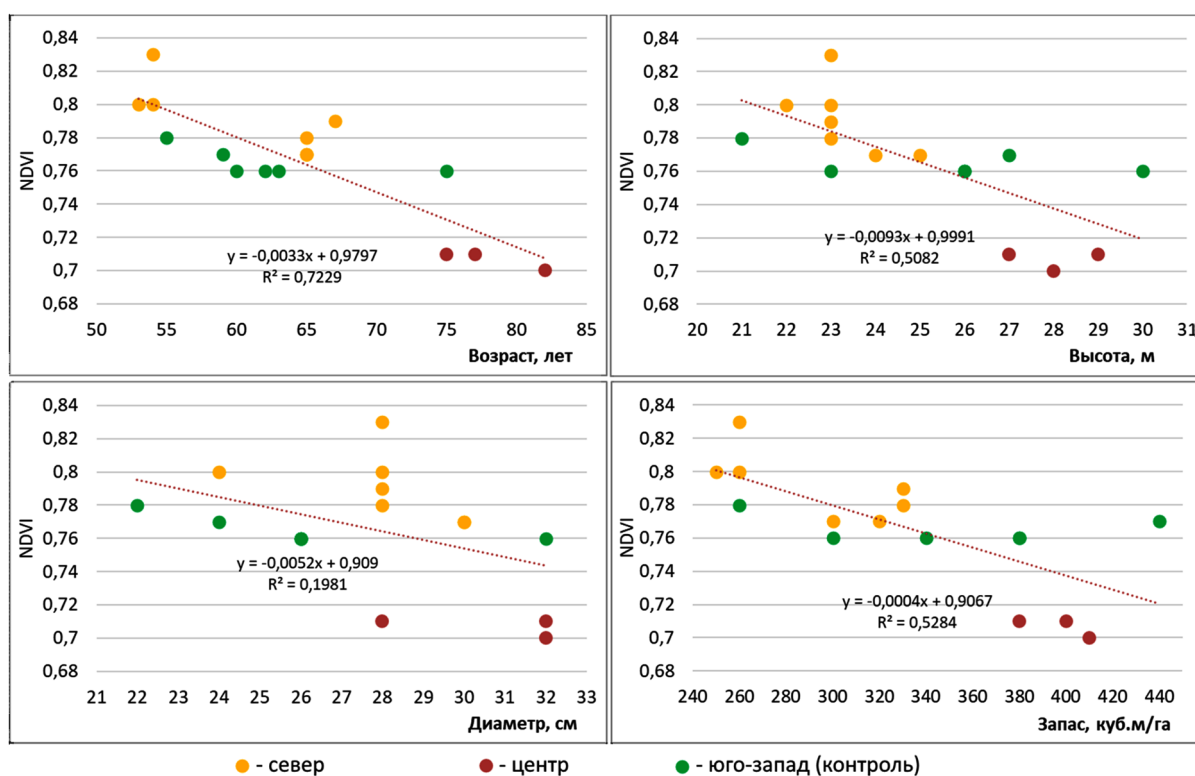 0,84
0,82
0,8
0,78
0,76
0,74
0,72
0,7
0,68
NDVI
y = -0,0033x + 0,9797
R² = 0,7229
50 55 60 65 70 75 80 85
Возраст, лет
0,84
0,82
0,8
0,78
0,76
0,74
0,72
0,7
0,68
NDVI
y = -0,0093x + 0,9991
R² = 0,5082
20 21 22 23 24 25 26 27 28 29 30 31
Высота, м
0,84
0,82
0,8
0,78
0,76
0,74
0,72
0,7
0,68
NDVI
y = -0,0052x + 0,909
R² = 0,1981
21 22 23 24 25 26 27 28 29 30 31 32 33
Диаметр, см
0,84
0,82
0,8
0,78
0,76
0,74
0,72
0,7
0,68
NDVI
y = -0,0004x + 0,9067
R² = 0,5284
240 260 300 320 340 360 380 400 420 440
Запас, куб.м/га
- север - центр - юго-запад (контроль)